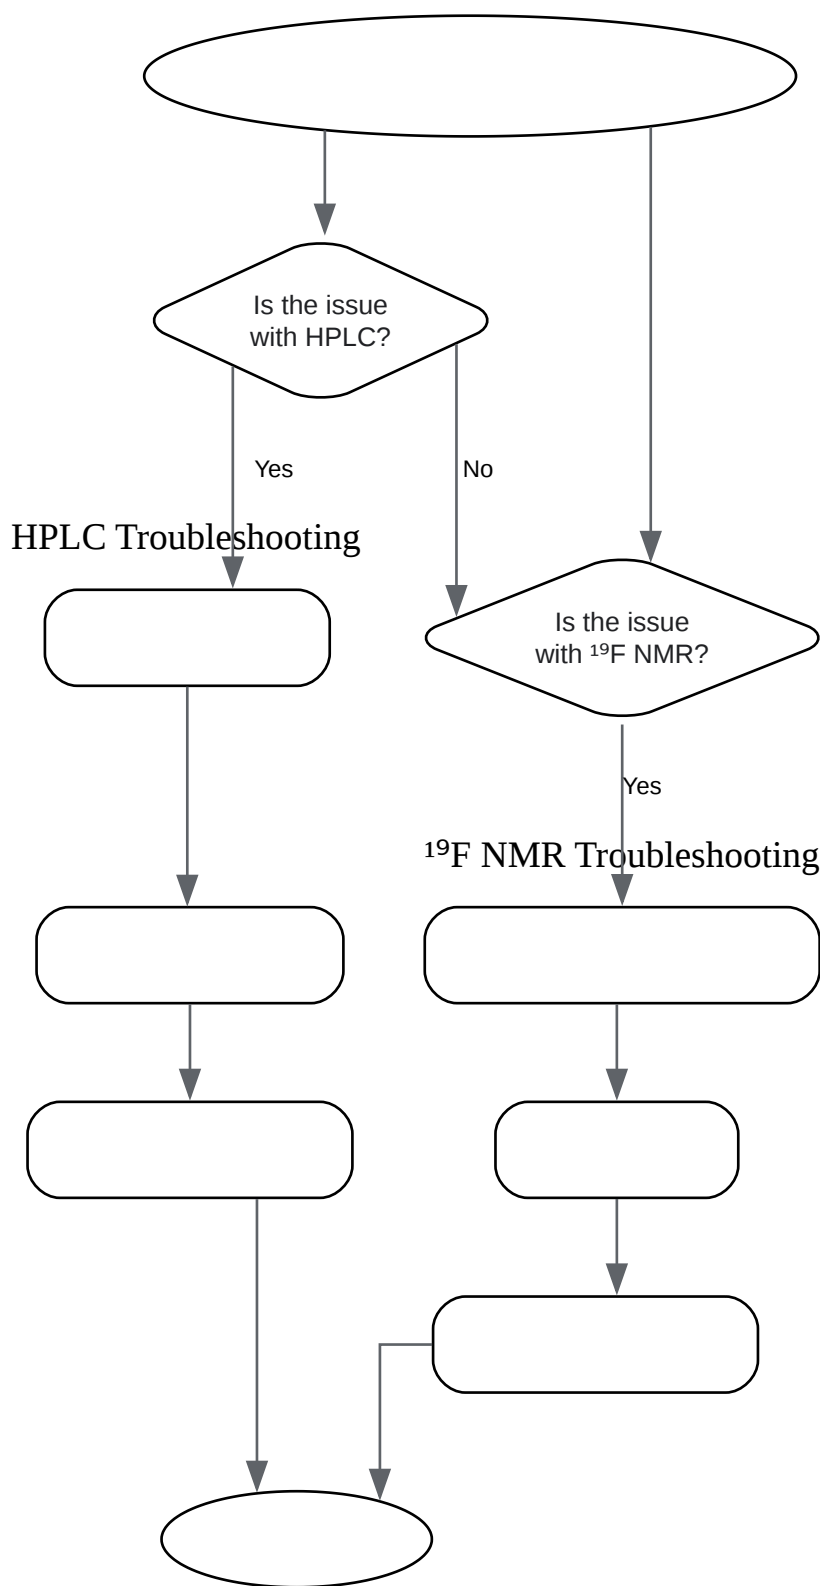 Is the issue
with HPLC?
Yes
No
HPLC Troubleshooting
Is the issue
with ¹⁹F NMR?
Yes
¹⁹F NMR Troubleshooting